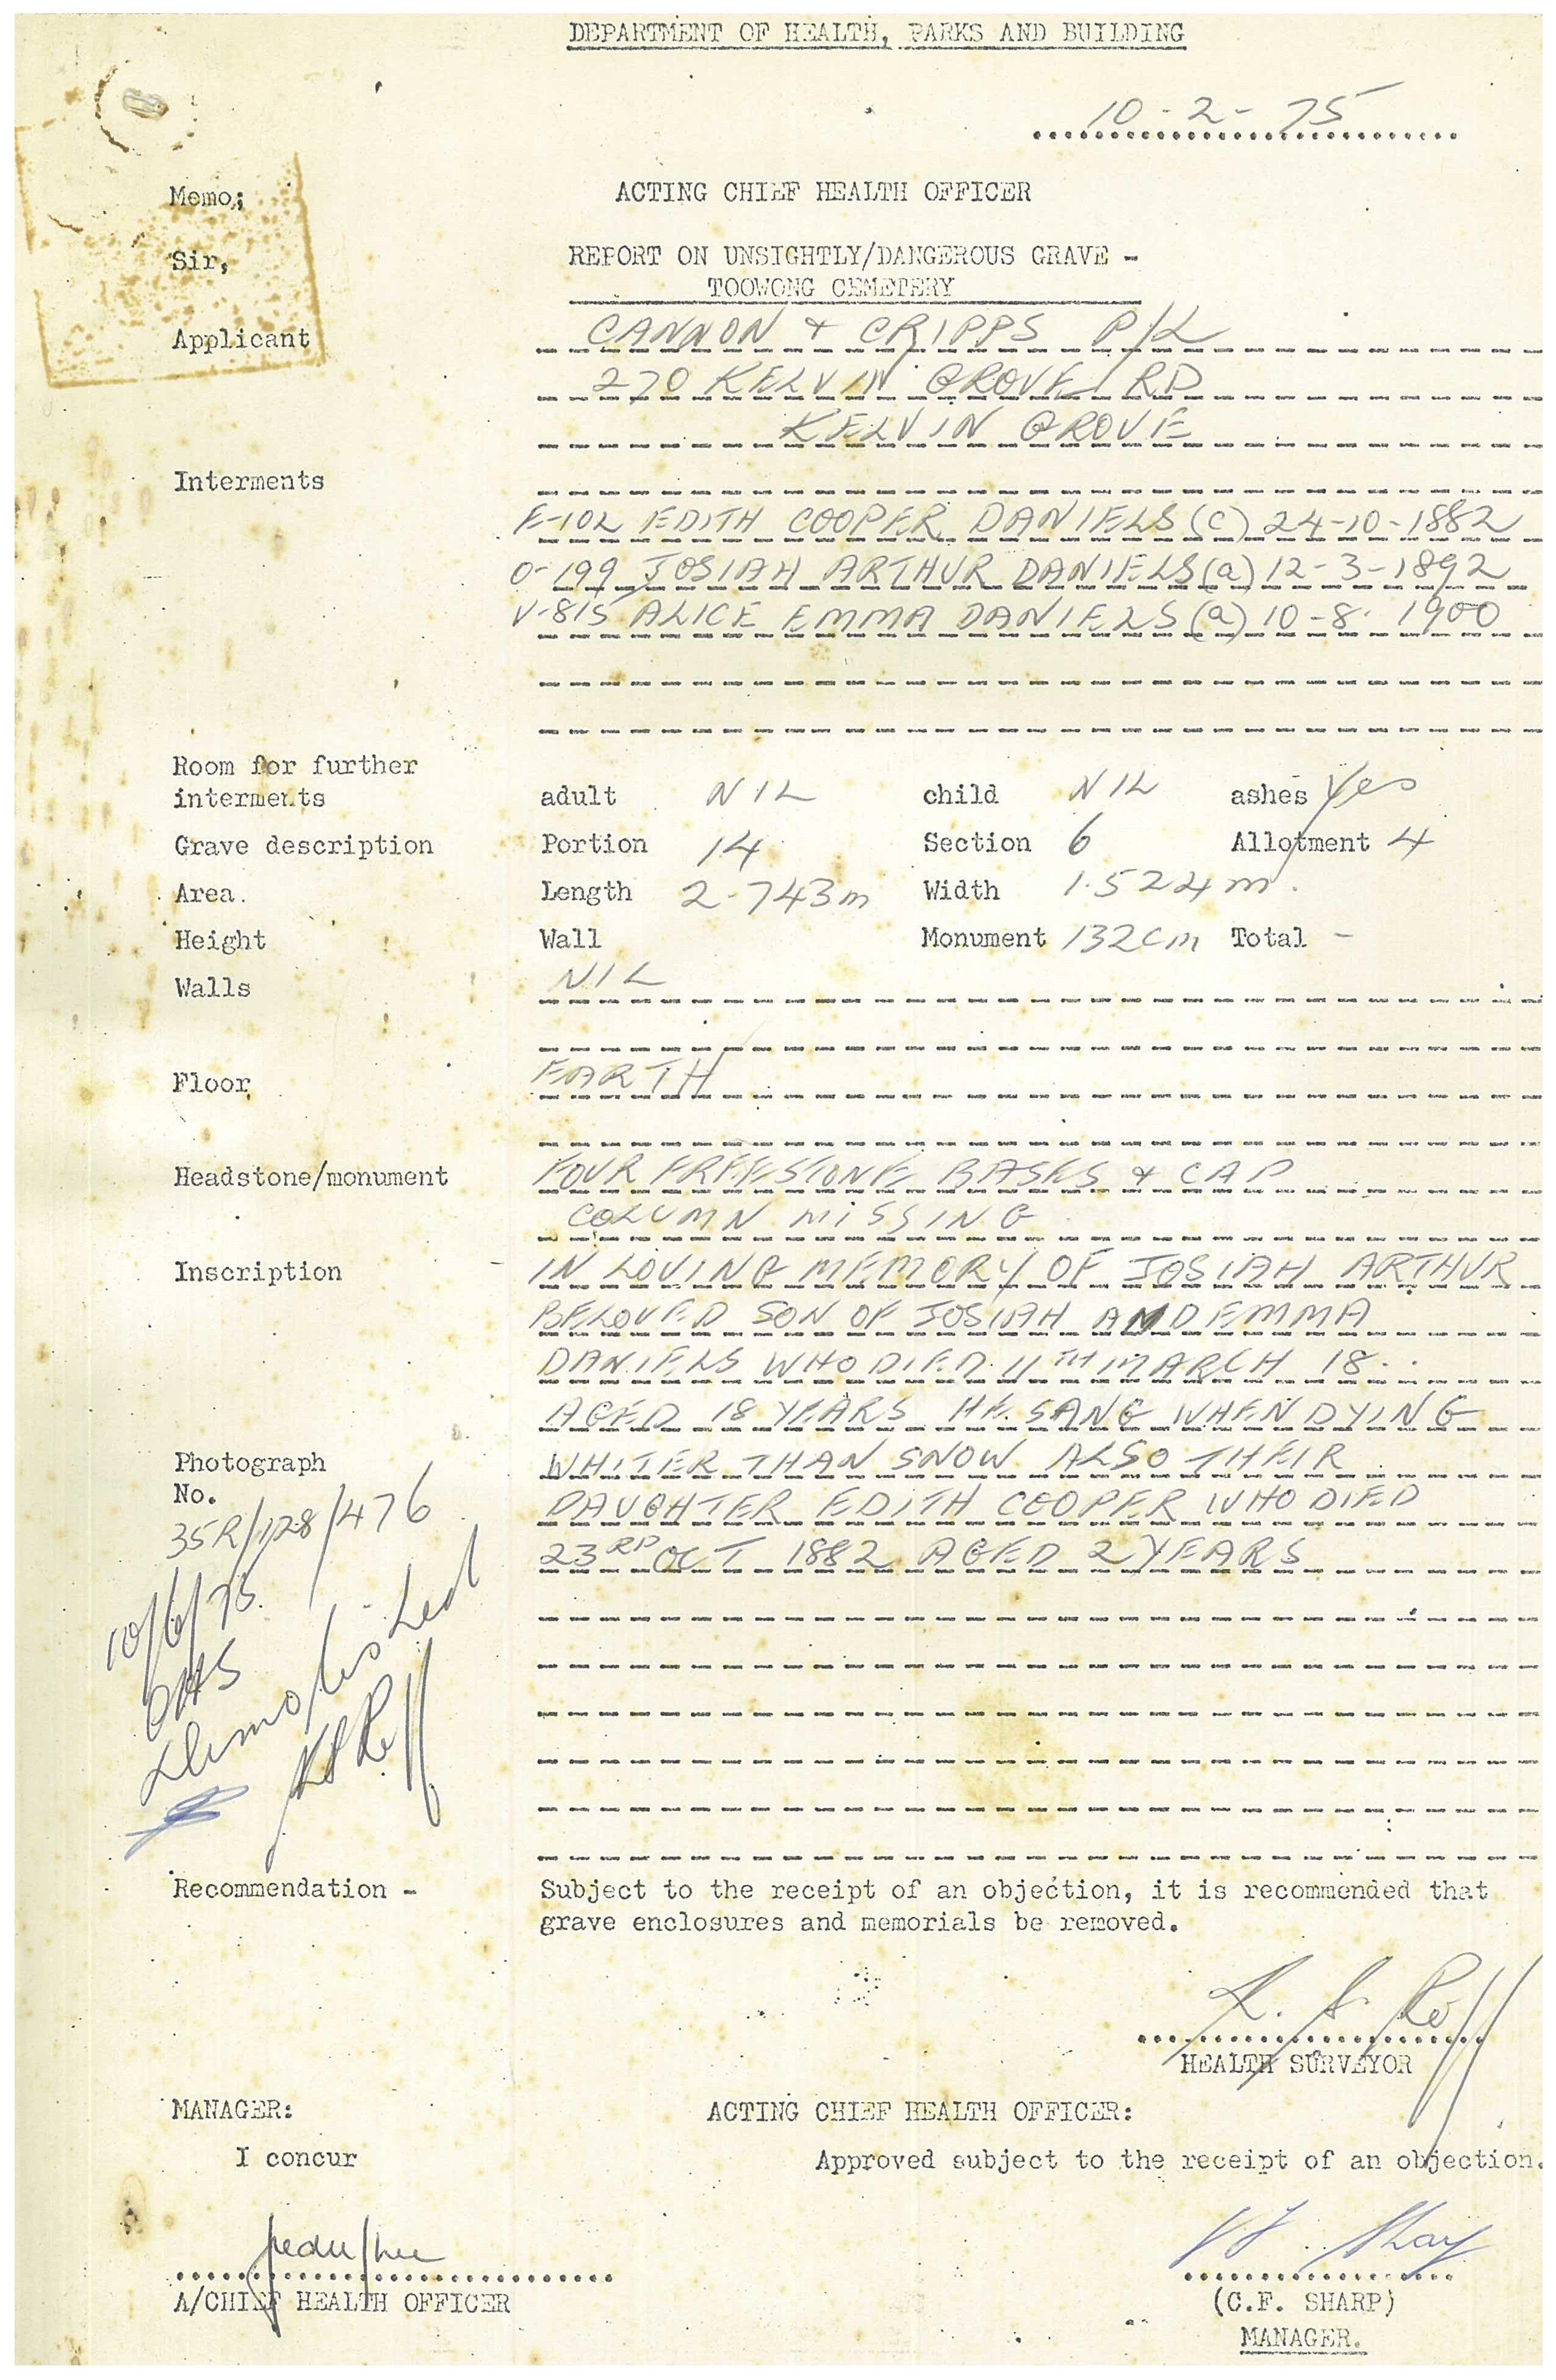 DEPARTMENT OF HEALTH, PARKS AND BUILDING
10-2-75
Memo; ACTING CHIEF HEALTH OFFICER
Sir, REPORT ON UNSIGHTLY/DANGEROUS GRAVE -
TOOWONG CEMETERY
Applicant CANNON & CRIPPS P/L
270 KELVIN GROVE RD
KELVIN GROVE
Interments
E-102 EDITH COOPER DANIELS (C) 24-10-1882
O-199 JOSIAH ARTHUR DANIELS (a) 12-3-1892
V-815 ALICE EMMA DANIELS (a) 10-8-1900
Room for further
interments adult NIL child NIL ashes Yes
Grave description Portion 14 Section 6 Allotment 4
Area. Length 2.743m Width 1.524m.
Height Wall Monument 132cm Total -
Walls NIL
Floor EARTH
Headstone/monument FOUR FREESTONE BASES & CAP
COLUMN MISSING
Inscription - IN LOVING MEMORY OF JOSIAH ARTHUR
BELOVED SON OF JOSIAH AND EMMA
DANIELS WHO DIED 11TH MARCH 18..
AGED 18 YEARS HE SANG WHEN DYING
Photograph WHITER THAN SNOW ALSO THEIR
No. DAUGHTER EDITH COOPER WHO DIED
35R/128/476 23RD OCT 1882 AGED 2 YEARS
10/6/75
Demolished
Recommendation - Subject to the receipt of an objection, it is recommended that
grave enclosures and memorials be removed.
HEALTH SURVEYOR
MANAGER: ACTING CHIEF HEALTH OFFICER:
I concur Approved subject to the receipt of an objection.
A/CHIEF HEALTH OFFICER (C.F. SHARP)
MANAGER.